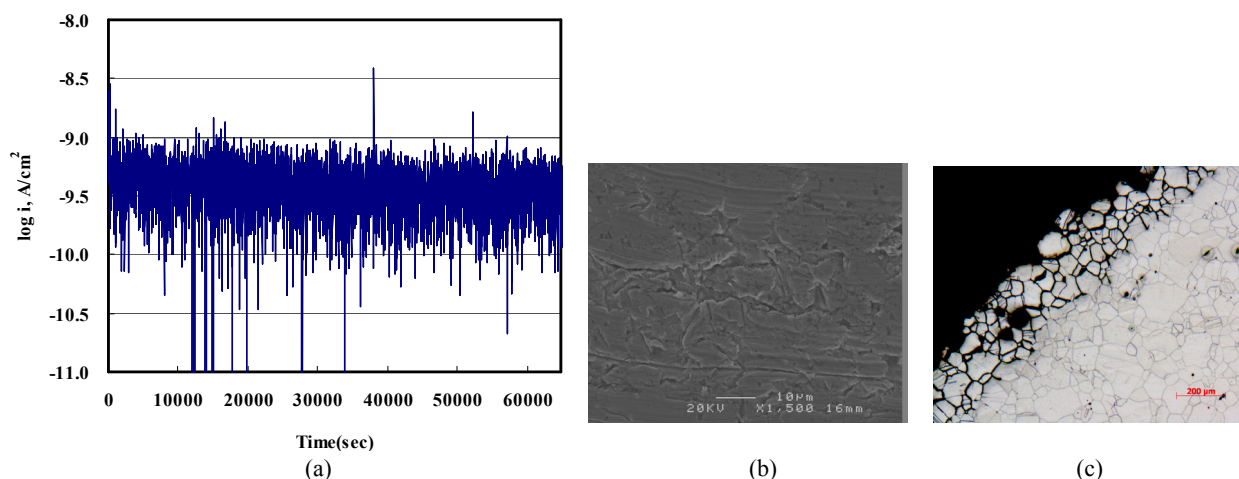 -8.0
-8.5
-9.0
-9.5
-10.0
-10.5
-11.0
log i, A/cm²
0 10000 20000 30000 40000 50000 60000
Time(sec)
10μm
20KV X1,500 16mm
200 μm
(a) (b) (c)